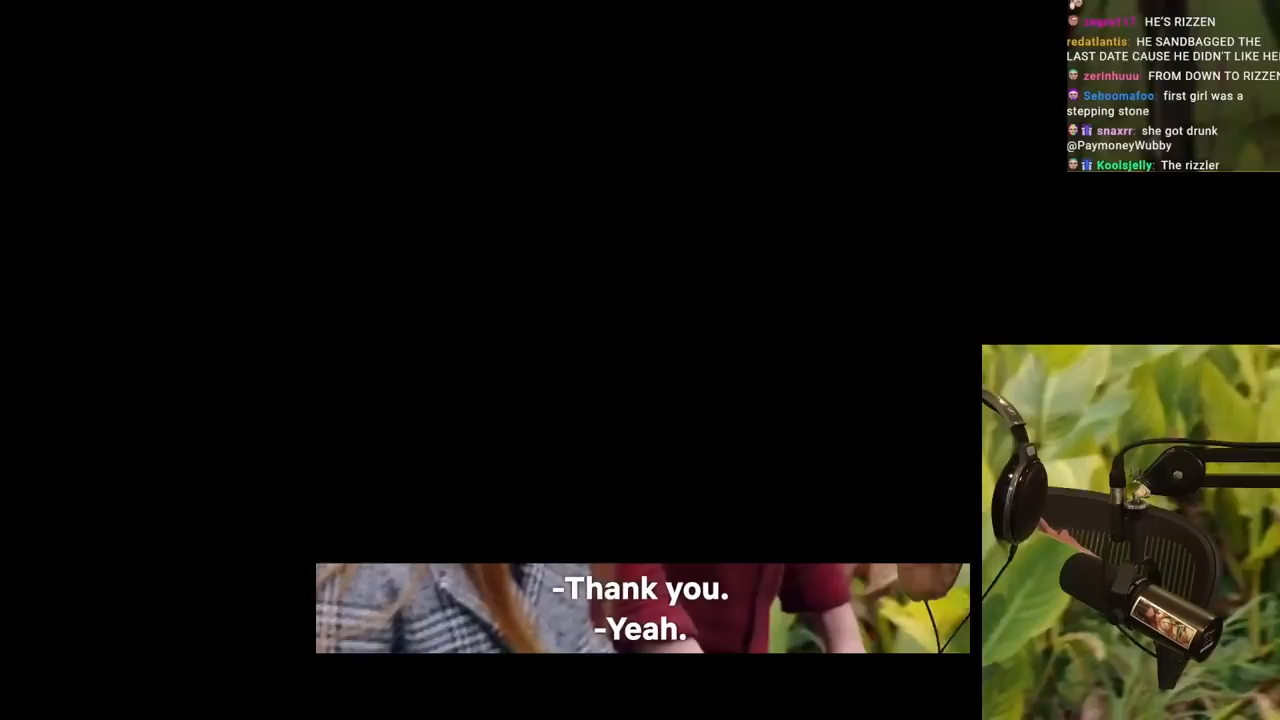 HE'S RIZZEN
redatlantis: HE SANDBAGGED THE
LAST DATE CAUSE HE DIDN'T LIKE HE
zerinhuuu: FROM DOWN TO RIZZEN
Sehoomafoo: first girl was a
stepping stone
snaxrr: she got drunk
@PaymoneyWubby
Koolsjelly: The rizzler
-Thank you.
-Yeah.